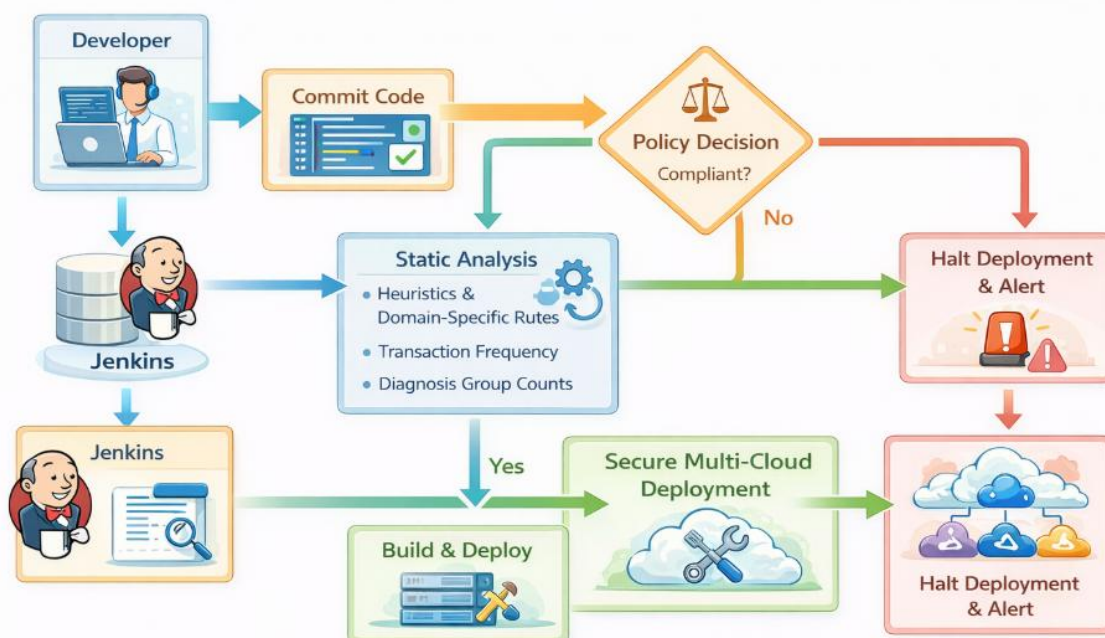 Developer
Commit Code
Policy Decision
Compliant?
No
Static Analysis
• Heuristics &
Domain-Specific Rutes
• Transaction Frequency
• Diagnosis Group Counts
Halt Deployment
& Alert
Jenkins
Jenkins
Yes
Secure Multi-Cloud
Deployment
Build & Deploy
Halt Deployment
& Alert